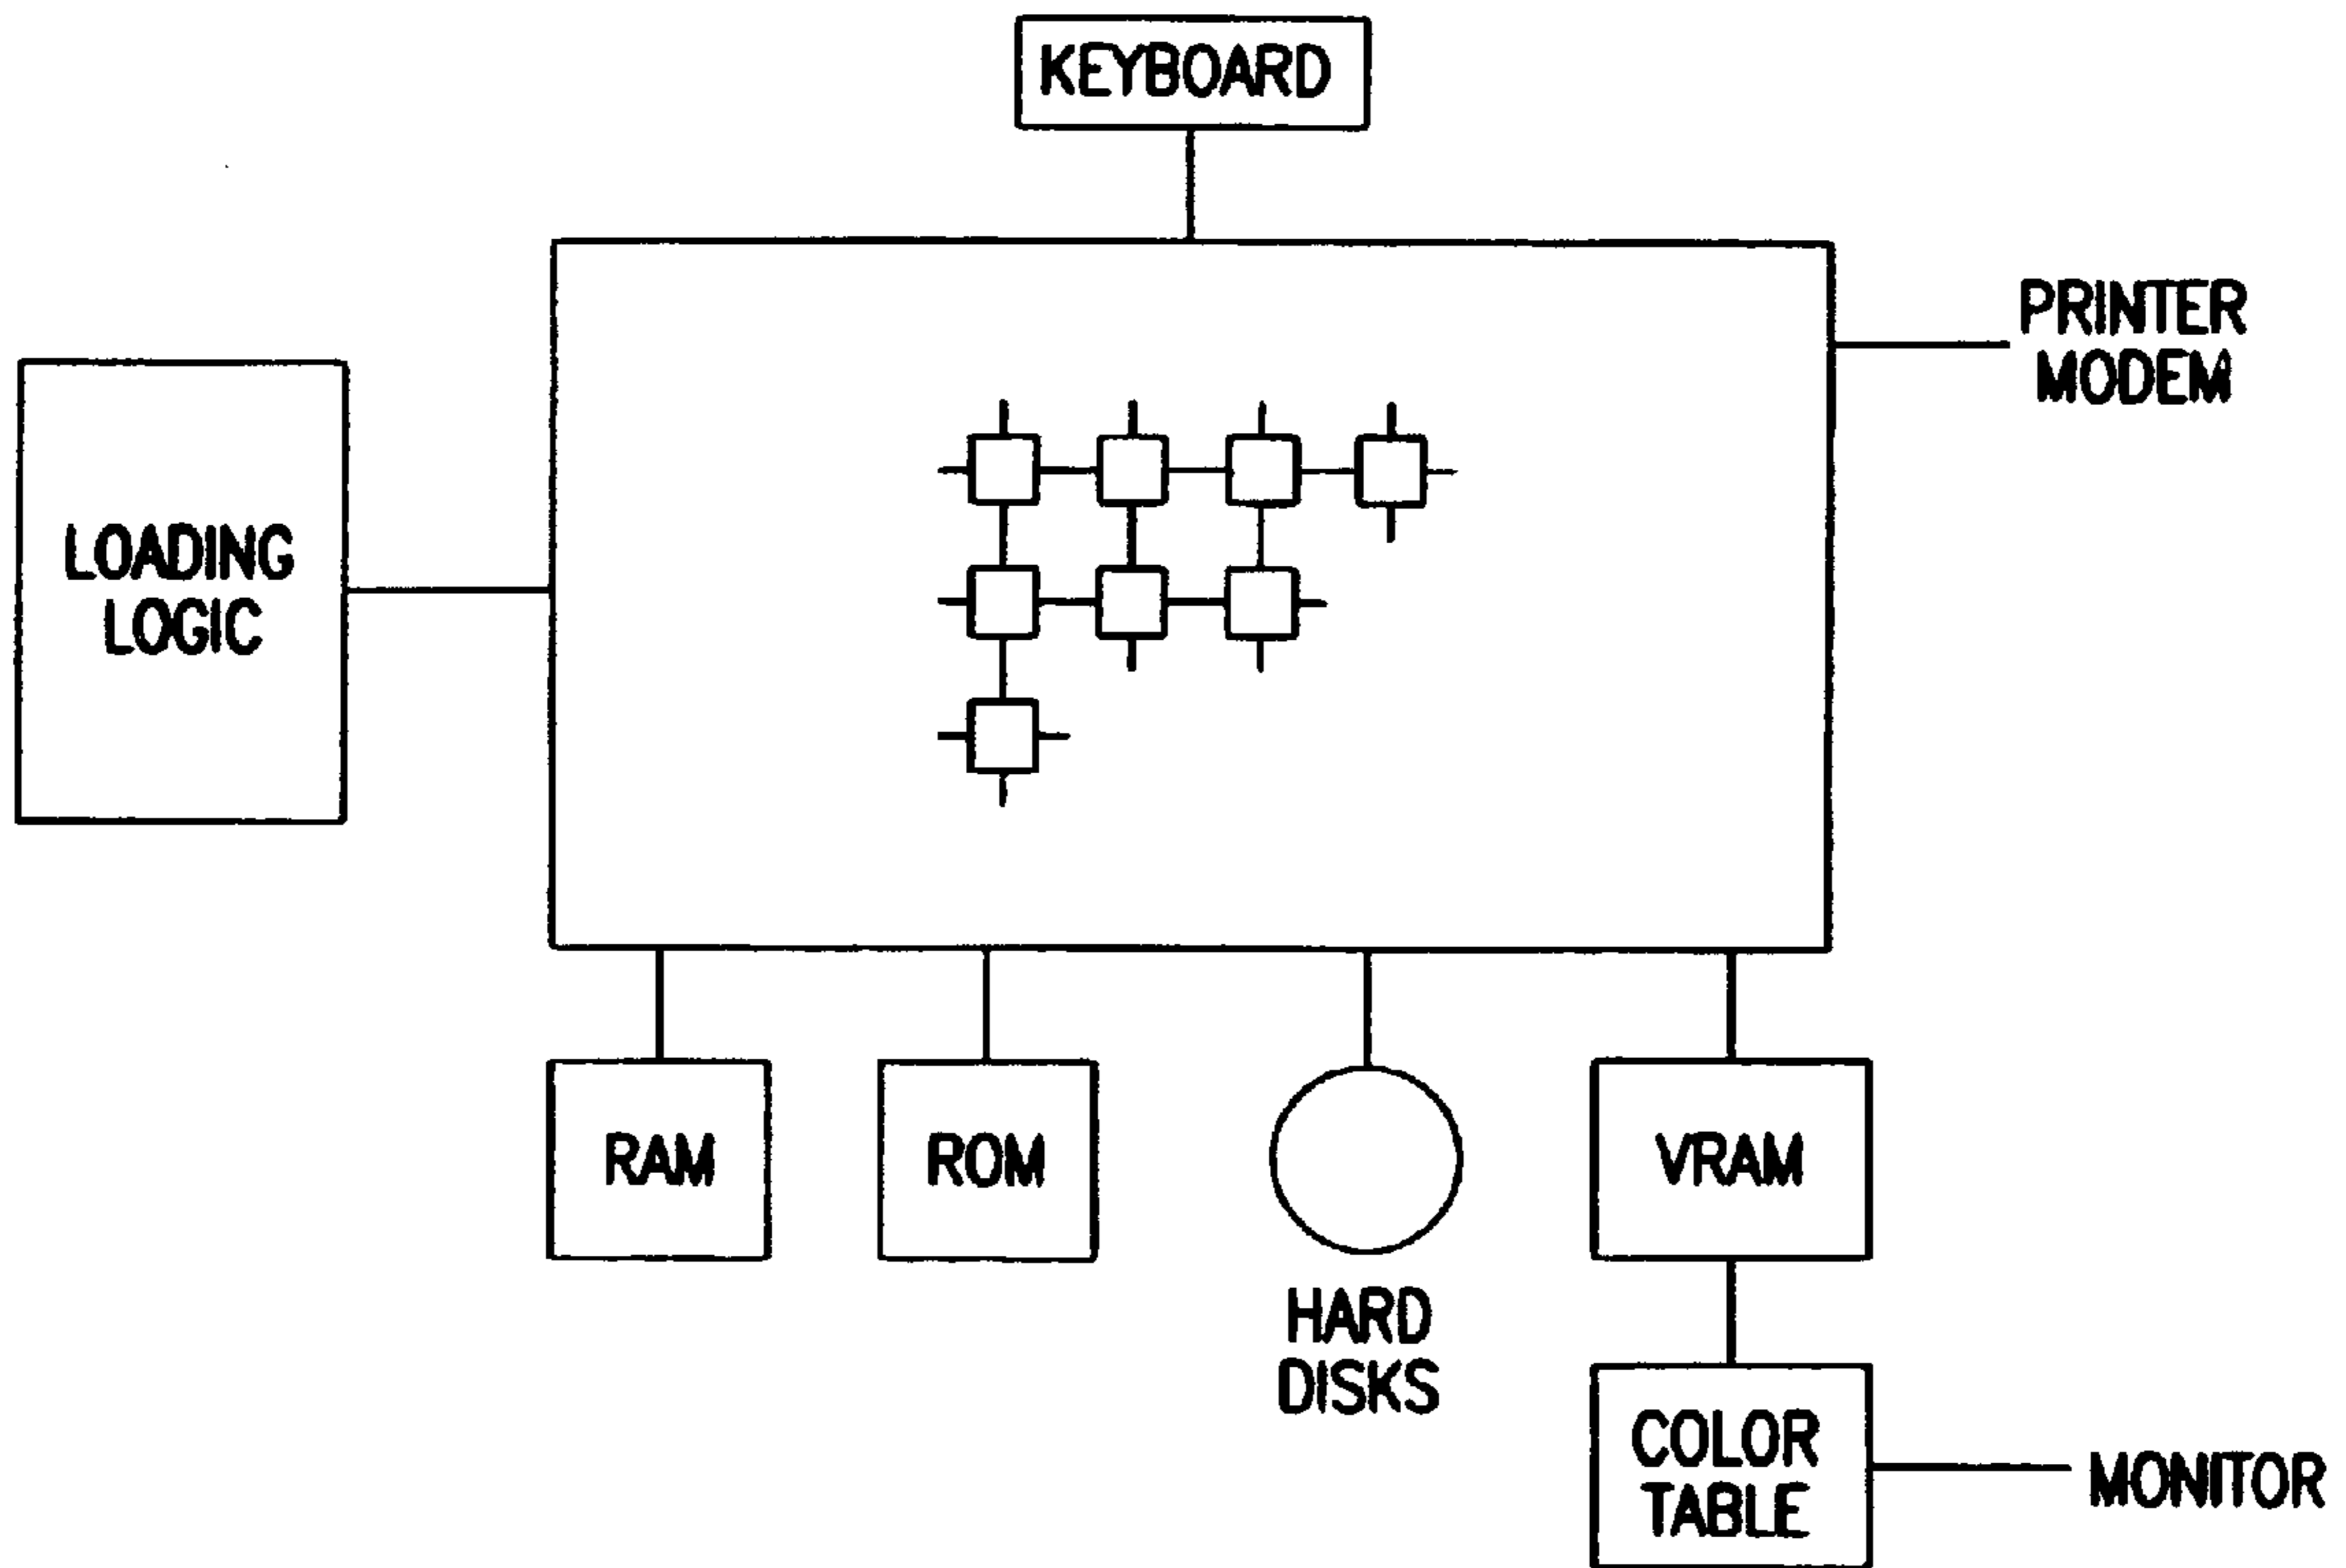 KEYBOARD
PRINTER
MODEM
LOADING
LOGIC
RAM
ROM
HARD
DISKS
VRAM
COLOR
TABLE
MONITOR